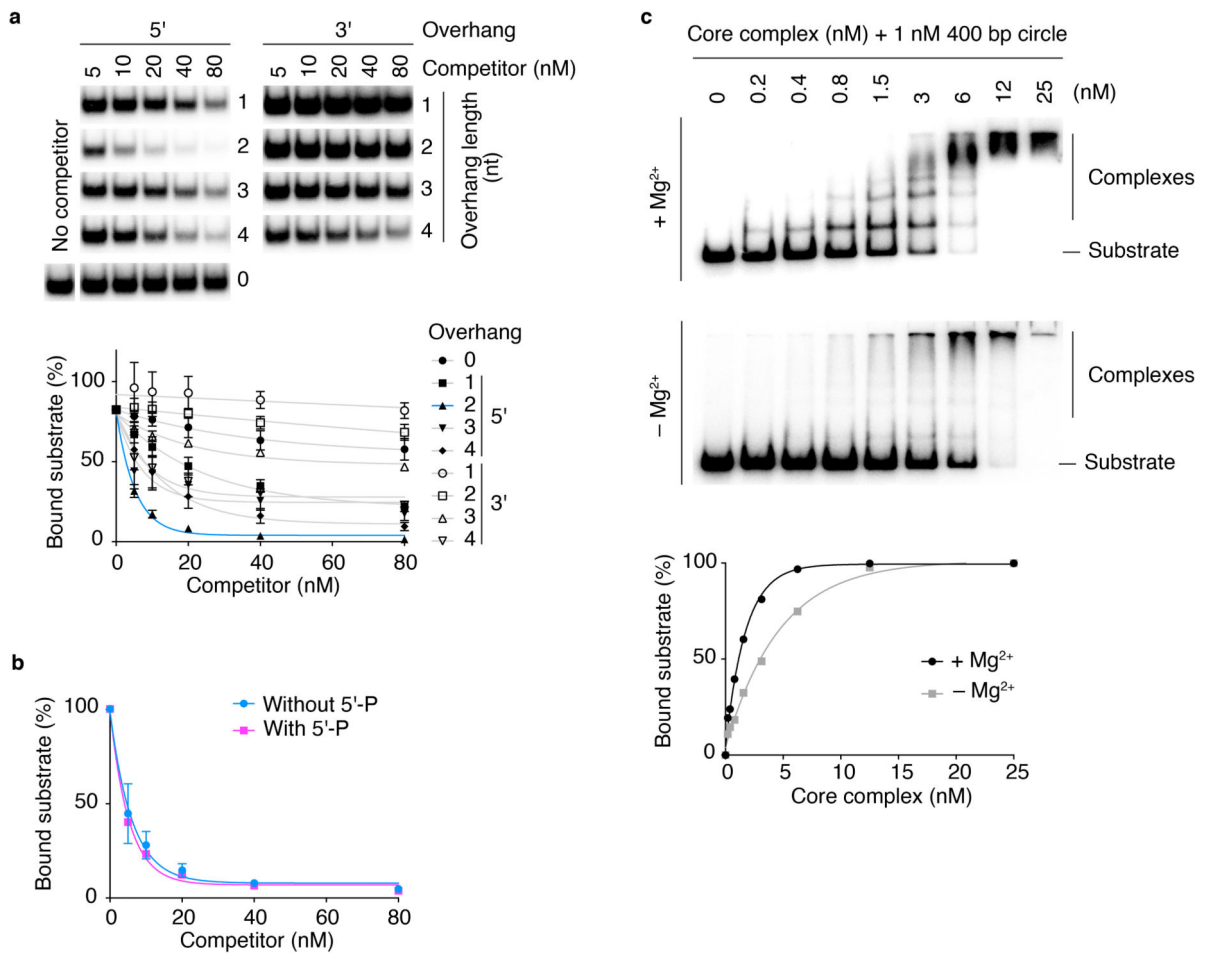 a
5' 3' Overhang
5 10 20 40 80 5 10 20 40 80 Competitor (nM)
No competitor
1 1
2 2
3 3
4 4
0
Overhang length
(nt)
Overhang
0
1
2
3
4
5'
1
2
3
4
3'
Bound substrate (%)
100
50
0
0 20 40 60 80
Competitor (nM)
b
Bound substrate (%)
100
50
0
Without 5'-P
With 5'-P
0 20 40 60 80
Competitor (nM)
c
Core complex (nM) + 1 nM 400 bp circle
0 0.2 0.4 0.8 1.5 3 6 12 25 (nM)
+ Mg²⁺
Complexes
Substrate
− Mg²⁺
Complexes
Substrate
Bound substrate (%)
100
50
0
+ Mg²⁺
− Mg²⁺
0 5 10 15 20 25
Core complex (nM)